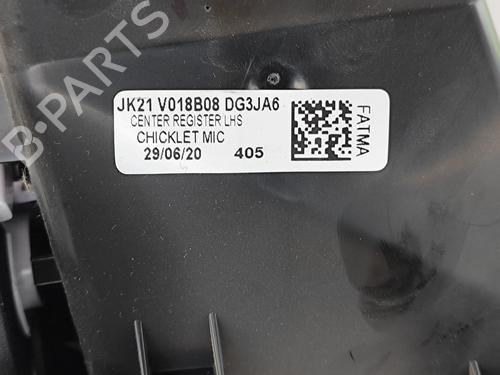 JK21 V018B08 DG3JA6
CENTER REGISTER LHS
CHICKLET MIC
29/06/20 405
FATMA
B-PARTS